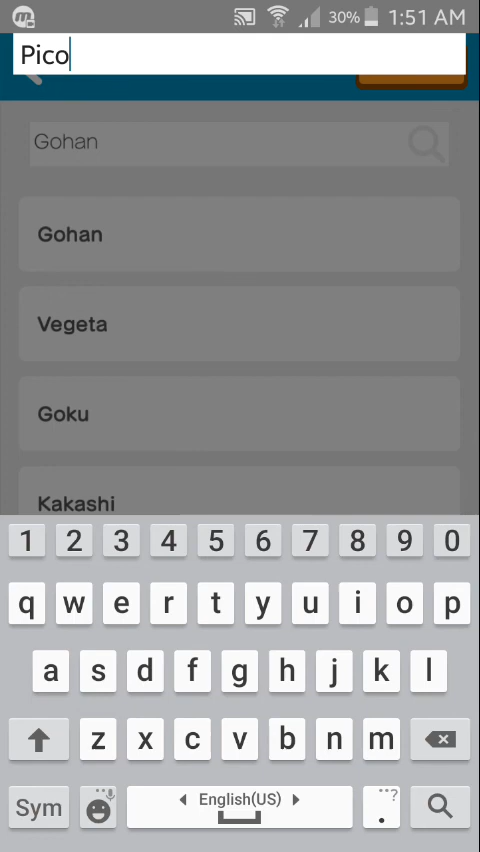 30% 1:51 AM
Pico
Gohan
Gohan
Vegeta
Goku
Kakashi
1 2 3 4 5 6 7 8 9 0
q w e r t y u i o p
a s d f g h j k l
z x c v b n m
Sym English(US) . ?